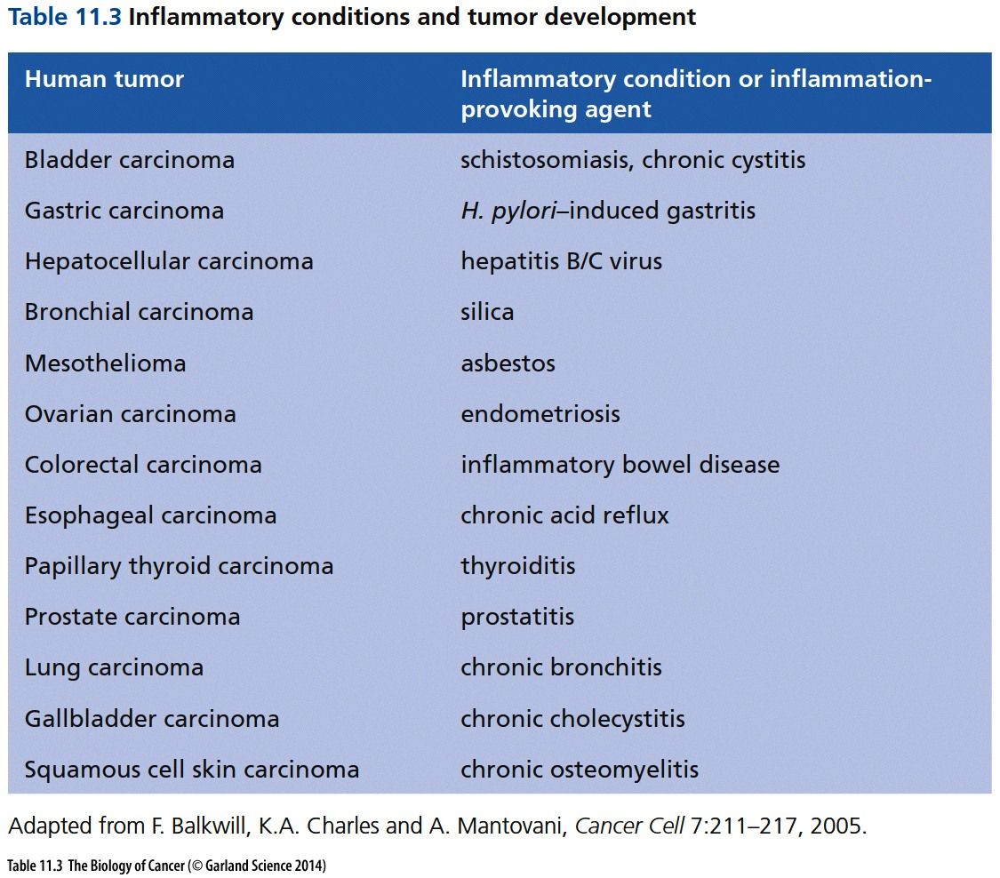 Table 11.3 Inflammatory conditions and tumor development
Human tumor
Inflammatory condition or inflammation-
provoking agent
Bladder carcinoma schistosomiasis, chronic cystitis
Gastric carcinoma H. pylori–induced gastritis
Hepatocellular carcinoma hepatitis B/C virus
Bronchial carcinoma silica
Mesothelioma asbestos
Ovarian carcinoma endometriosis
Colorectal carcinoma inflammatory bowel disease
Esophageal carcinoma chronic acid reflux
Papillary thyroid carcinoma thyroiditis
Prostate carcinoma prostatitis
Lung carcinoma chronic bronchitis
Gallbladder carcinoma chronic cholecystitis
Squamous cell skin carcinoma chronic osteomyelitis
Adapted from F. Balkwill, K.A. Charles and A. Mantovani, Cancer Cell 7:211–217, 2005.
Table 11.3 The Biology of Cancer (© Garland Science 2014)